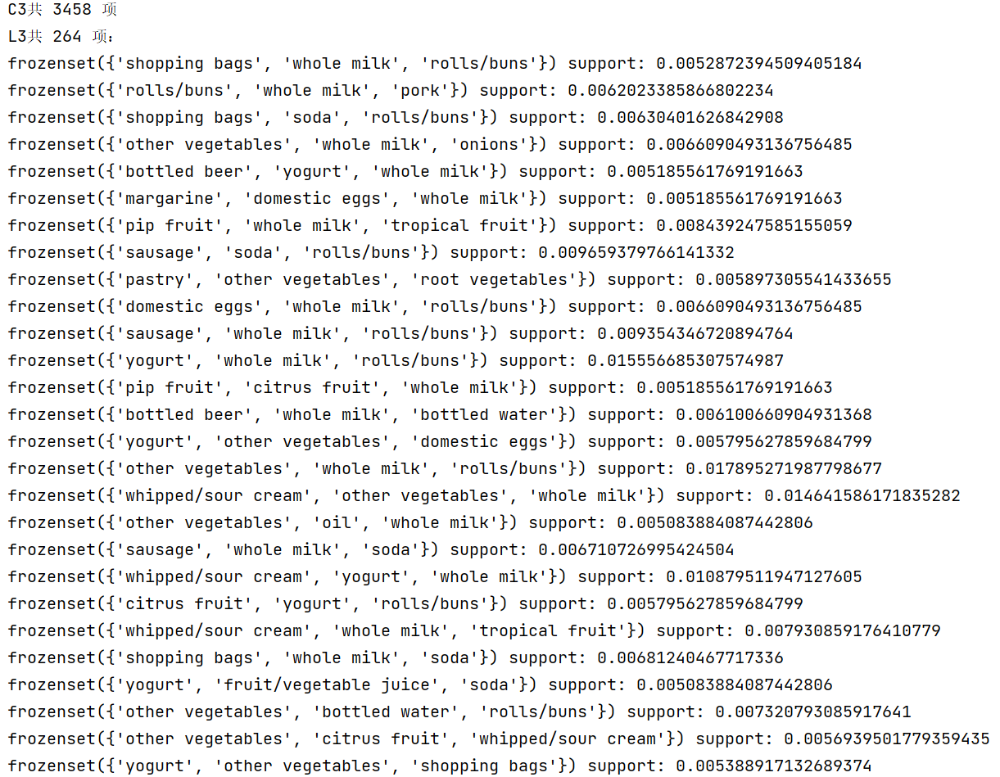 C3共 3458 项
L3共 264 项:
frozenset({'shopping bags', 'whole milk', 'rolls/buns'}) support: 0.0052872394509405184
frozenset({'rolls/buns', 'whole milk', 'pork'}) support: 0.0062023385866802234
frozenset({'shopping bags', 'soda', 'rolls/buns'}) support: 0.00630401626842908
frozenset({'other vegetables', 'whole milk', 'onions'}) support: 0.0066090493136756485
frozenset({'bottled beer', 'yogurt', 'whole milk'}) support: 0.005185561769191663
frozenset({'margarine', 'domestic eggs', 'whole milk'}) support: 0.005185561769191663
frozenset({'pip fruit', 'whole milk', 'tropical fruit'}) support: 0.008439247585155059
frozenset({'sausage', 'soda', 'rolls/buns'}) support: 0.009659379766141332
frozenset({'pastry', 'other vegetables', 'root vegetables'}) support: 0.005897305541433655
frozenset({'domestic eggs', 'whole milk', 'rolls/buns'}) support: 0.0066090493136756485
frozenset({'sausage', 'whole milk', 'rolls/buns'}) support: 0.009354346720894764
frozenset({'yogurt', 'whole milk', 'rolls/buns'}) support: 0.015556685307574987
frozenset({'pip fruit', 'citrus fruit', 'whole milk'}) support: 0.005185561769191663
frozenset({'bottled beer', 'whole milk', 'bottled water'}) support: 0.006100660904931368
frozenset({'yogurt', 'other vegetables', 'domestic eggs'}) support: 0.005795627859684799
frozenset({'other vegetables', 'whole milk', 'rolls/buns'}) support: 0.017895271987798677
frozenset({'whipped/sour cream', 'other vegetables', 'whole milk'}) support: 0.014641586171835282
frozenset({'other vegetables', 'oil', 'whole milk'}) support: 0.005083884087442806
frozenset({'sausage', 'whole milk', 'soda'}) support: 0.006710726995424504
frozenset({'whipped/sour cream', 'yogurt', 'whole milk'}) support: 0.010879511947127605
frozenset({'citrus fruit', 'yogurt', 'rolls/buns'}) support: 0.005795627859684799
frozenset({'whipped/sour cream', 'whole milk', 'tropical fruit'}) support: 0.007930859176410779
frozenset({'shopping bags', 'whole milk', 'soda'}) support: 0.00681240467717336
frozenset({'yogurt', 'fruit/vegetable juice', 'soda'}) support: 0.005083884087442806
frozenset({'other vegetables', 'bottled water', 'rolls/buns'}) support: 0.007320793085917641
frozenset({'other vegetables', 'citrus fruit', 'whipped/sour cream'}) support: 0.0056939501779359435
frozenset({'yogurt', 'other vegetables', 'shopping bags'}) support: 0.005388917132689374